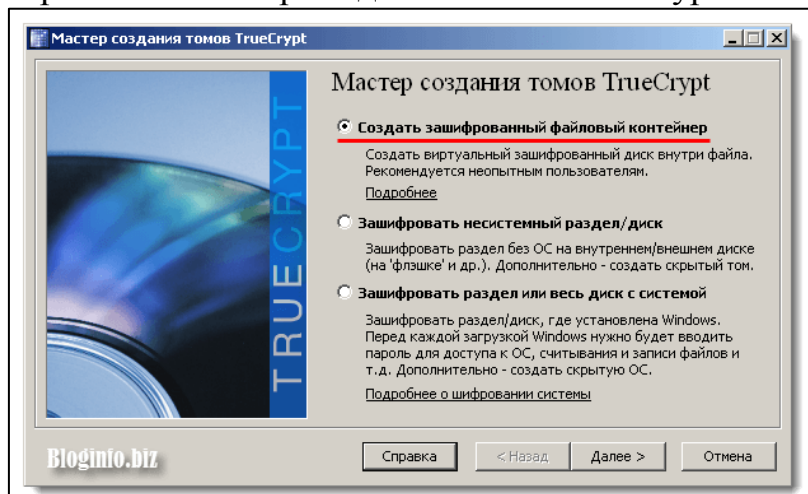 Мастер создания томов TrueCrypt
Мастер создания томов TrueCrypt
Создать зашифрованный файловый контейнер
Создать виртуальный зашифрованный диск внутри файла.
Рекомендуется неопытным пользователям.
Подробнее
Зашифровать несистемный раздел/диск
Зашифровать раздел без ОС на внутреннем/внешнем диске
(на 'флэшке' и др.). Дополнительно - создать скрытый том.
Зашифровать раздел или весь диск с системой
Зашифровать раздел/диск, где установлена Windows.
Перед каждой загрузкой Windows нужно будет вводить
пароль для доступа к ОС, считывания и записи файлов и
т.д. Дополнительно - создать скрытую ОС.
Подробнее о шифровании системы
TRUECRYPT
Bloginfo.biz
Справка
< Назад
Далее >
Отмена